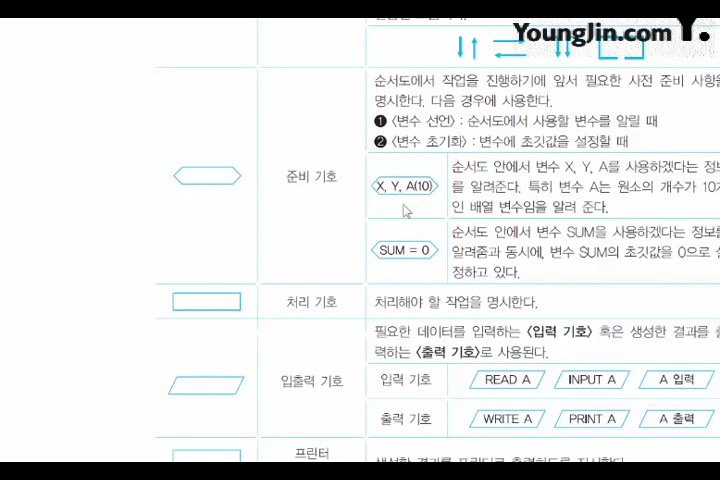 YoungJin.com Y.
순서도에서 작업을 진행하기에 앞서 필요한 사전 준비 사항을
명시한다. 다음 경우에 사용한다.
❶ 〈변수 선언〉 : 순서도에서 사용할 변수를 알릴 때
❷ 〈변수 초기화〉 : 변수에 초깃값을 설정할 때
준비 기호
X, Y, A(10)
순서도 안에서 변수 X, Y, A를 사용하겠다는 정보
를 알려준다. 특히 변수 A는 원소의 개수가 10개
인 배열 변수임을 알려 준다.
SUM = 0
순서도 안에서 변수 SUM을 사용하겠다는 정보를
알려줌과 동시에, 변수 SUM의 초깃값을 0으로 설
정하고 있다.
처리 기호
처리해야 할 작업을 명시한다.
입출력 기호
필요한 데이터를 입력하는 〈입력 기호〉 혹은 생성한 결과를 출
력하는 〈출력 기호〉로 사용된다.
입력 기호 READ A INPUT A A 입력
출력 기호 WRITE A PRINT A A 출력
프린터